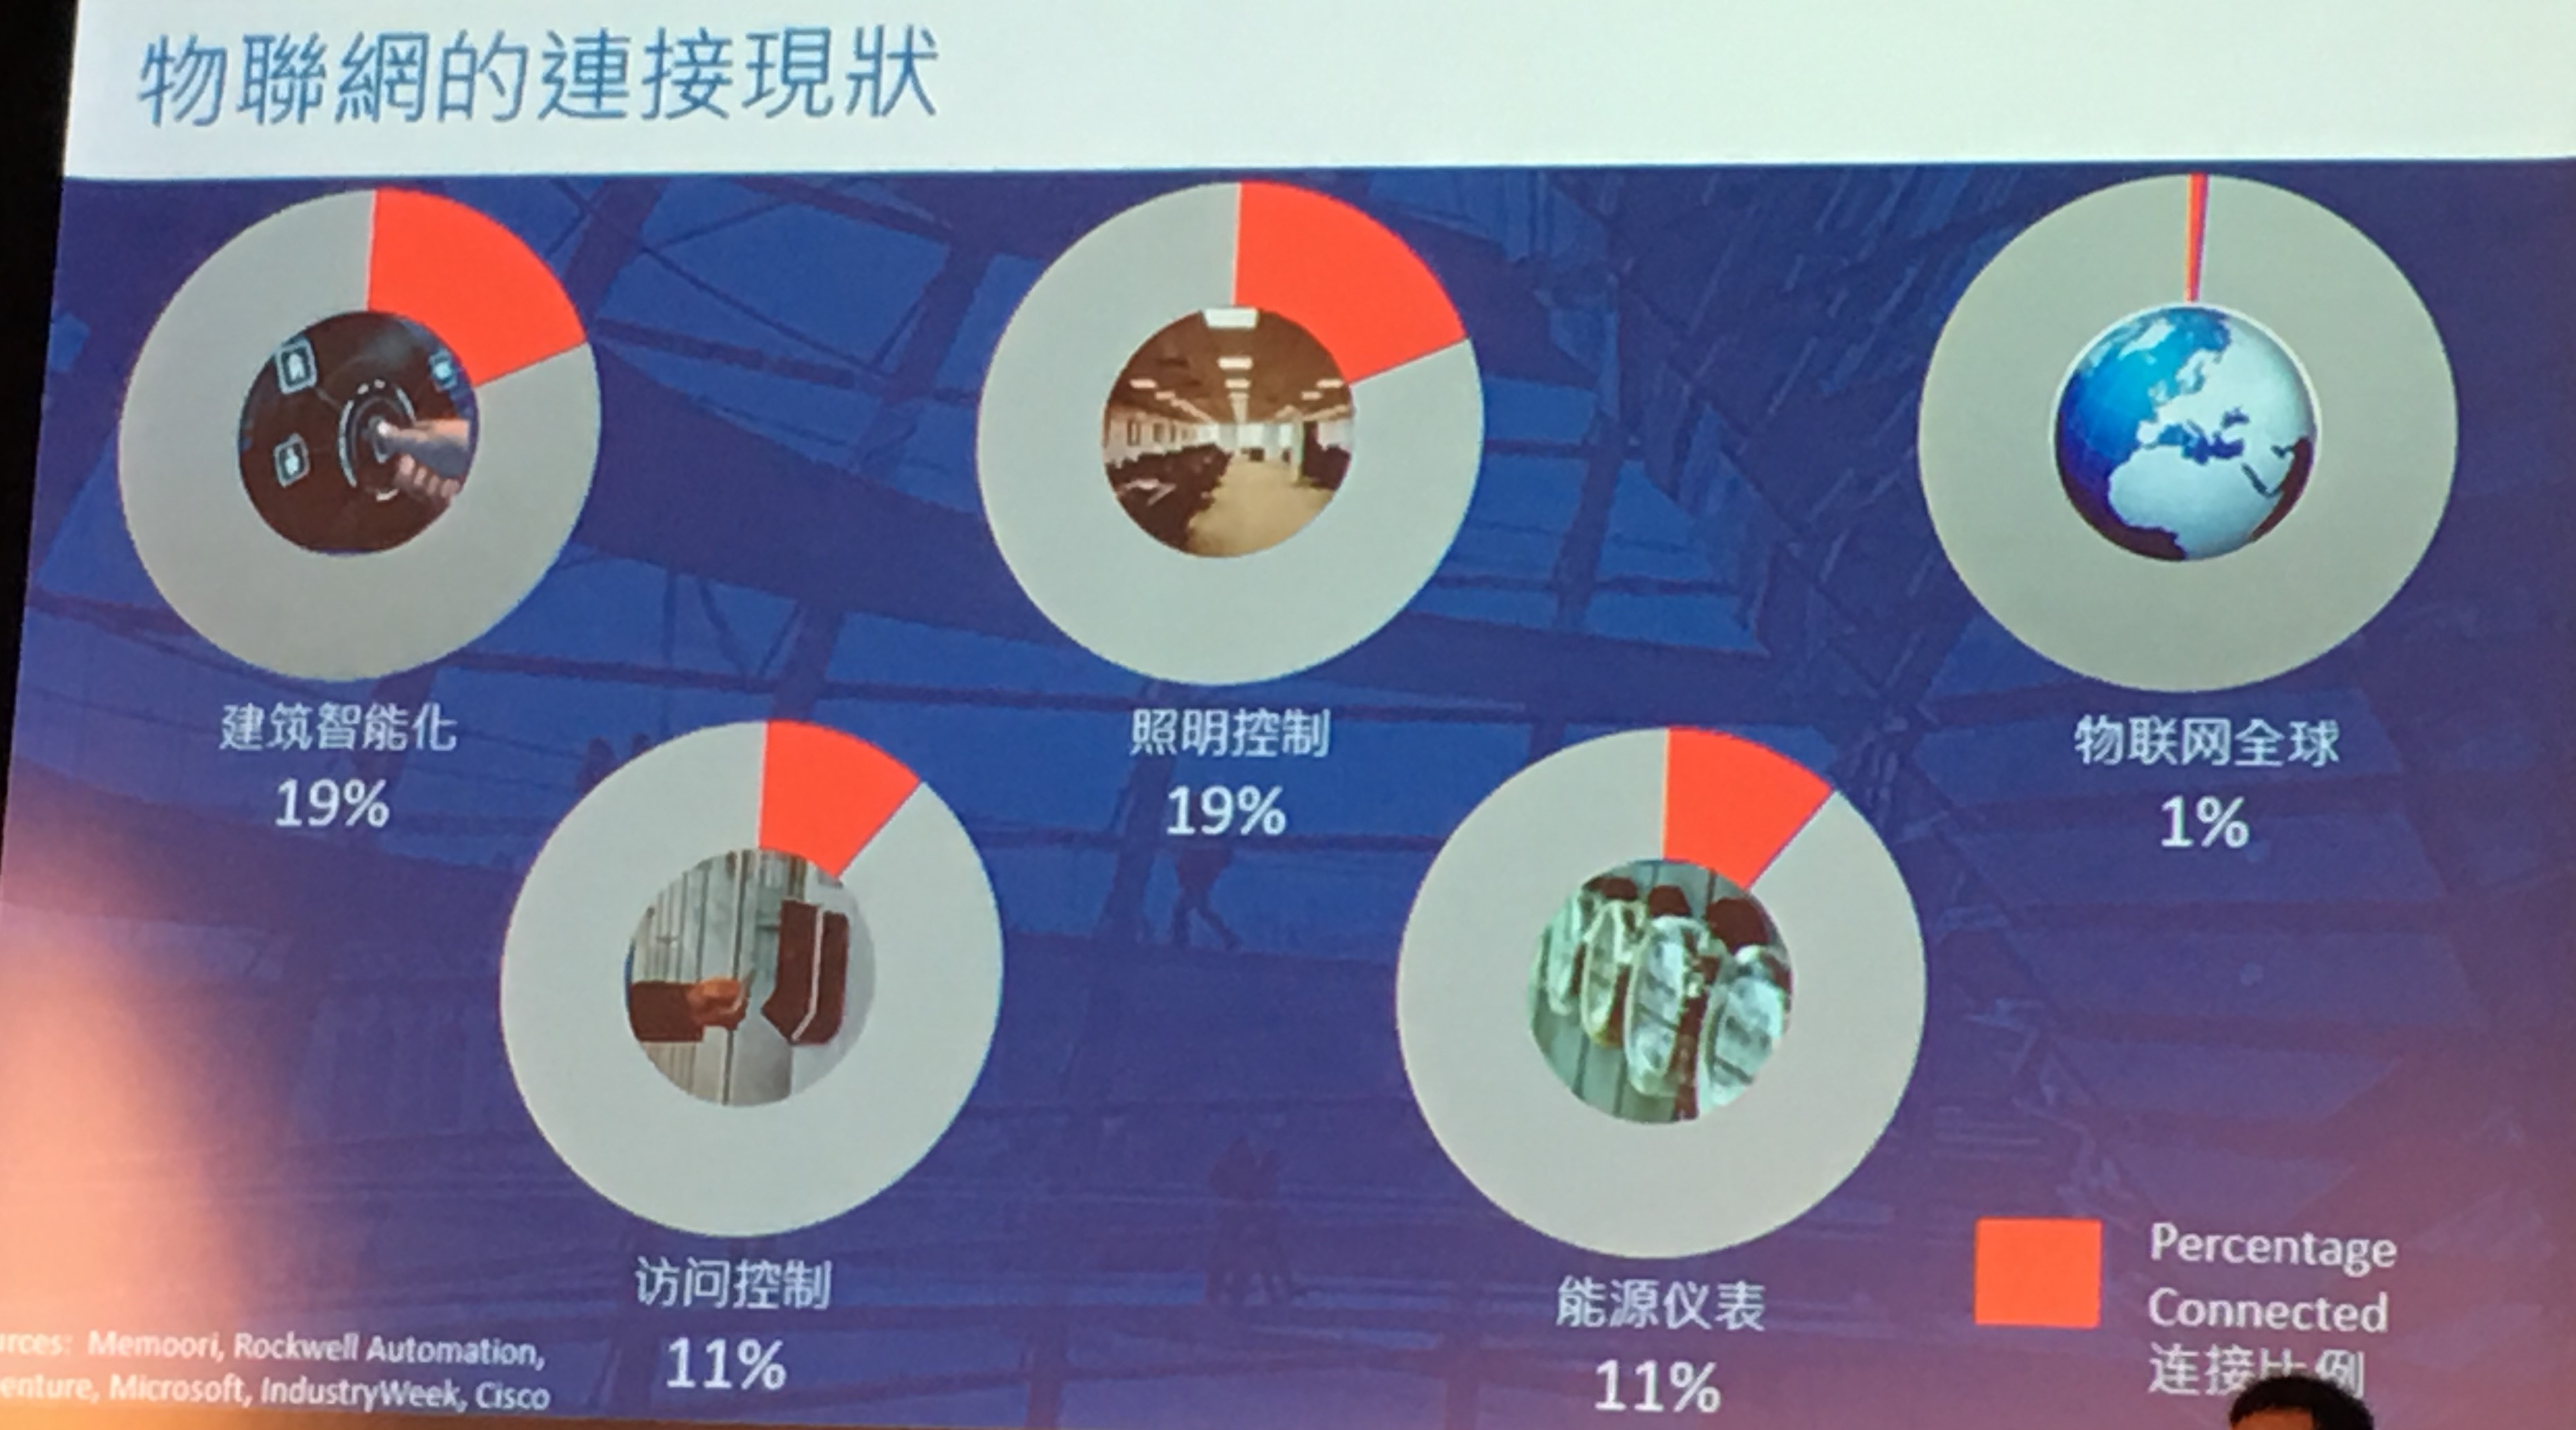 物聯網的連接現狀
建筑智能化
19%
照明控制
19%
物联网全球
1%
访问控制
11%
能源仪表
11%
Percentage
Connected
连接比例
Memoori, Rockwell Automation,
Microsoft, IndustryWeek, Cisco